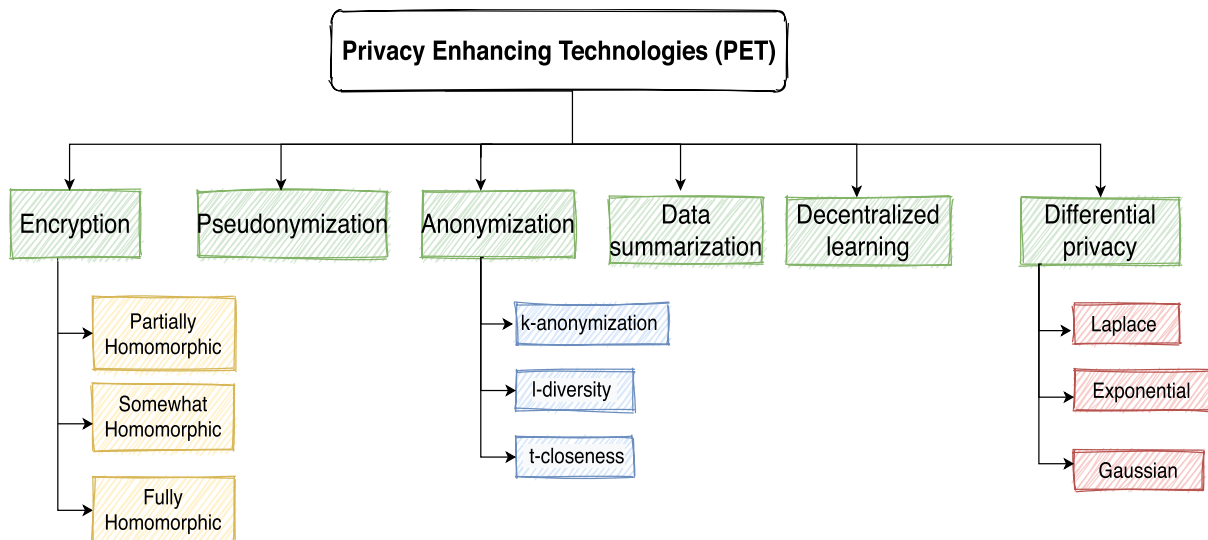 Privacy Enhancing Technologies (PET)
Encryption
Pseudonymization
Anonymization
Data
summarization
Decentralized
learning
Differential
privacy
Partially
Homomorphic
Somewhat
Homomorphic
Fully
Homomorphic
k-anonymization
l-diversity
t-closeness
Laplace
Exponential
Gaussian